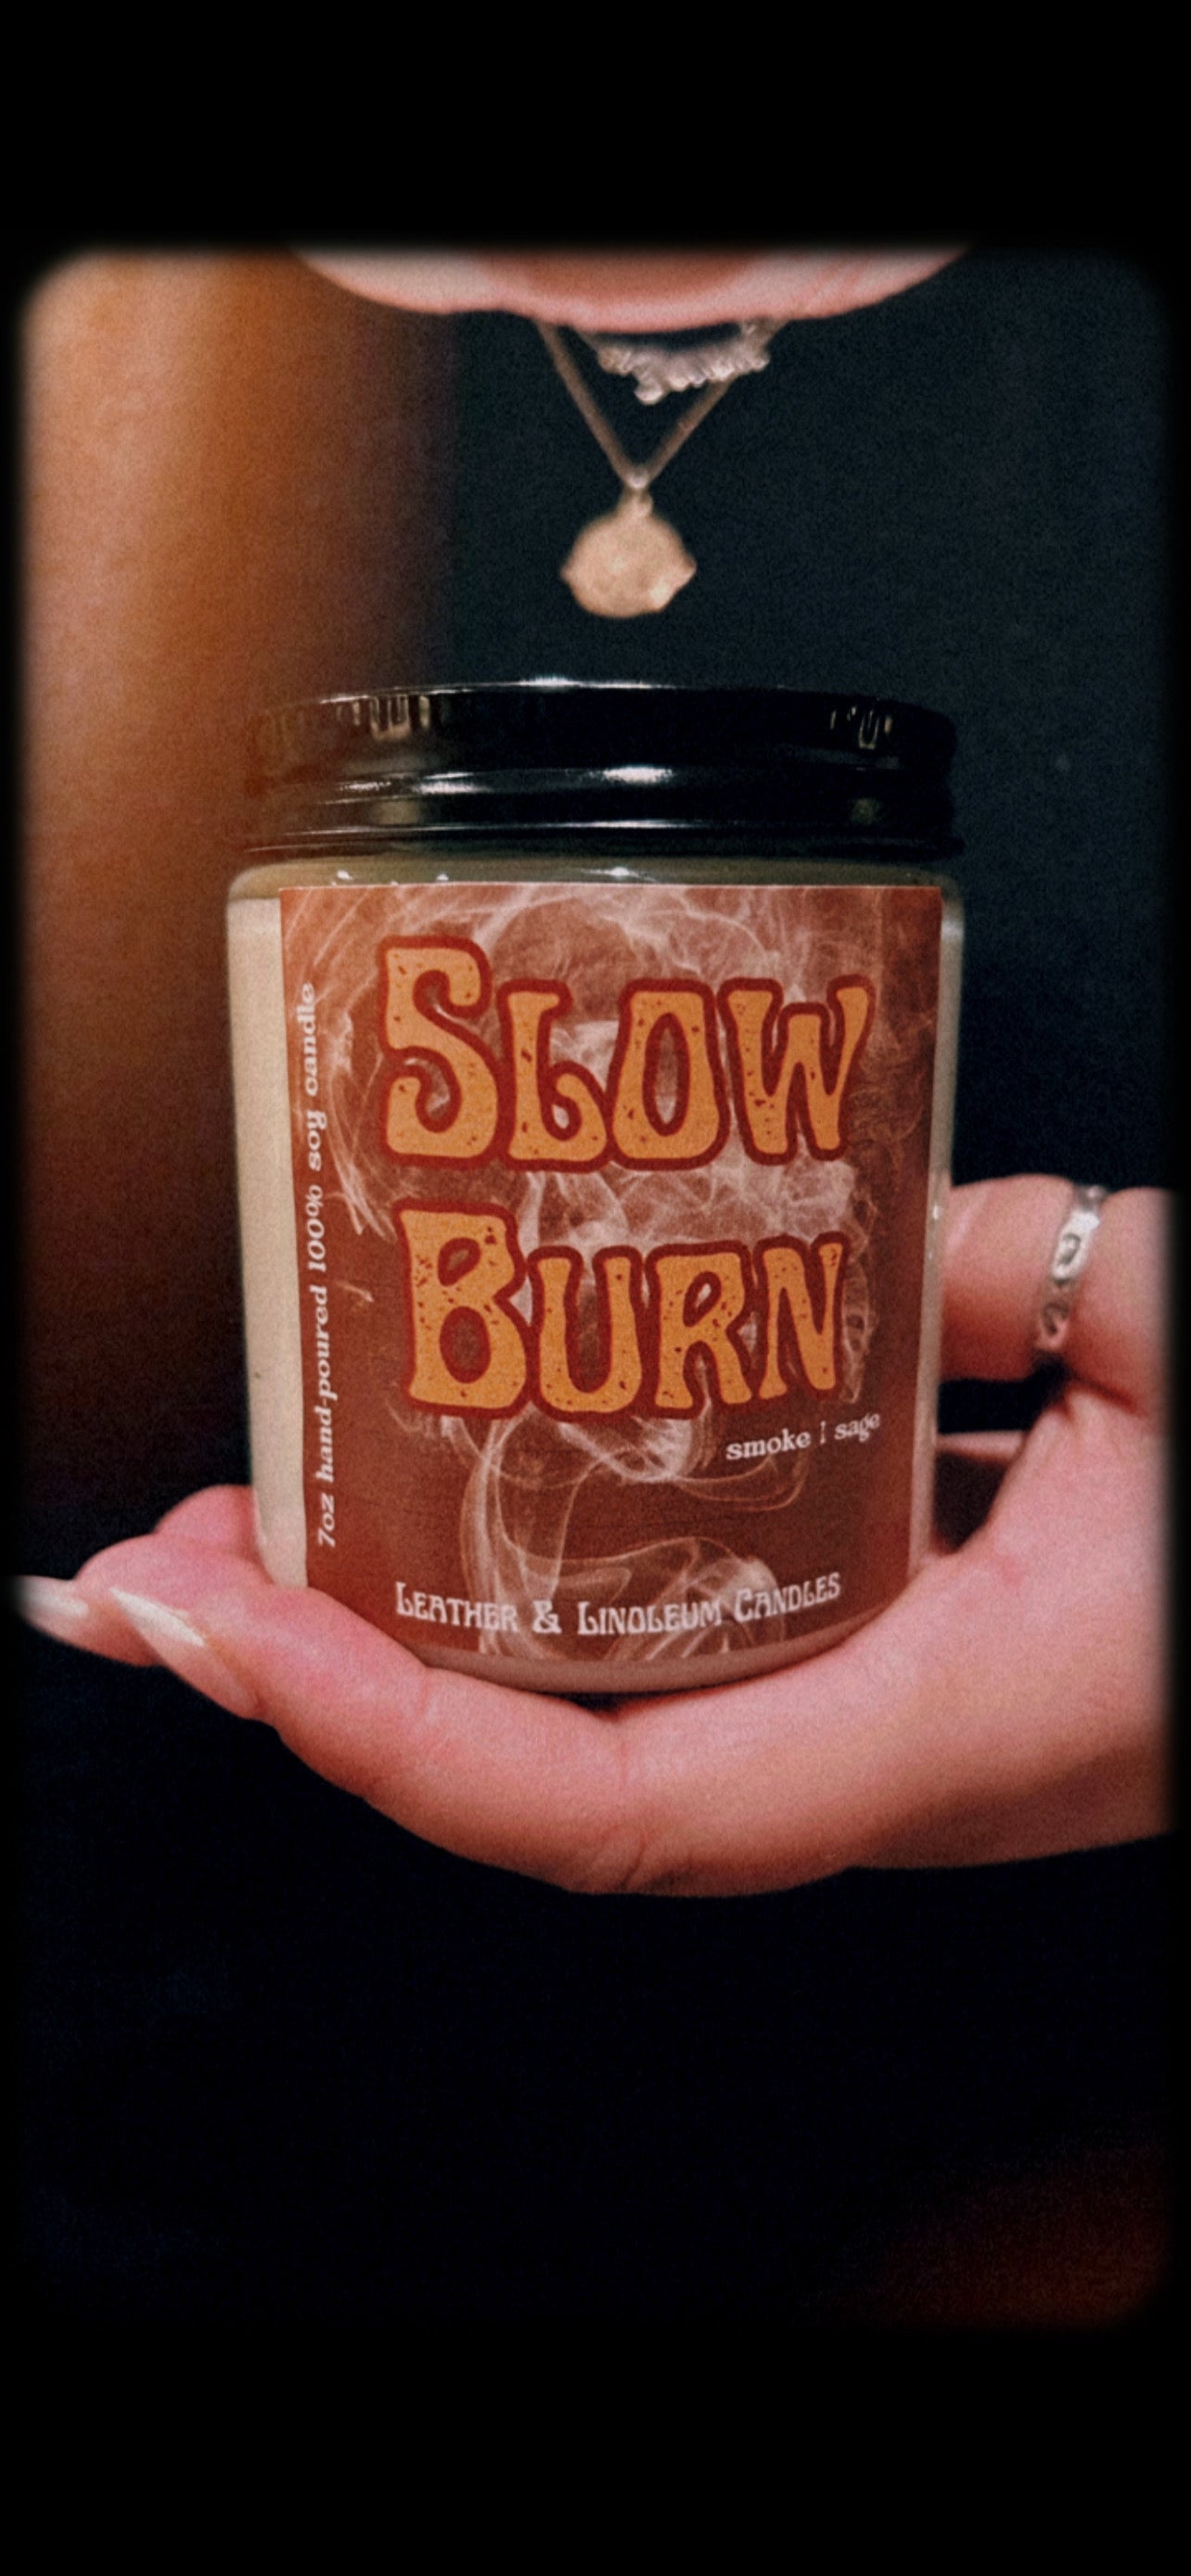 SLOW
BURN
smoke | sage
LEATHER & LINOLEUM CANDLES
7oz hand-poured 100% soy candle